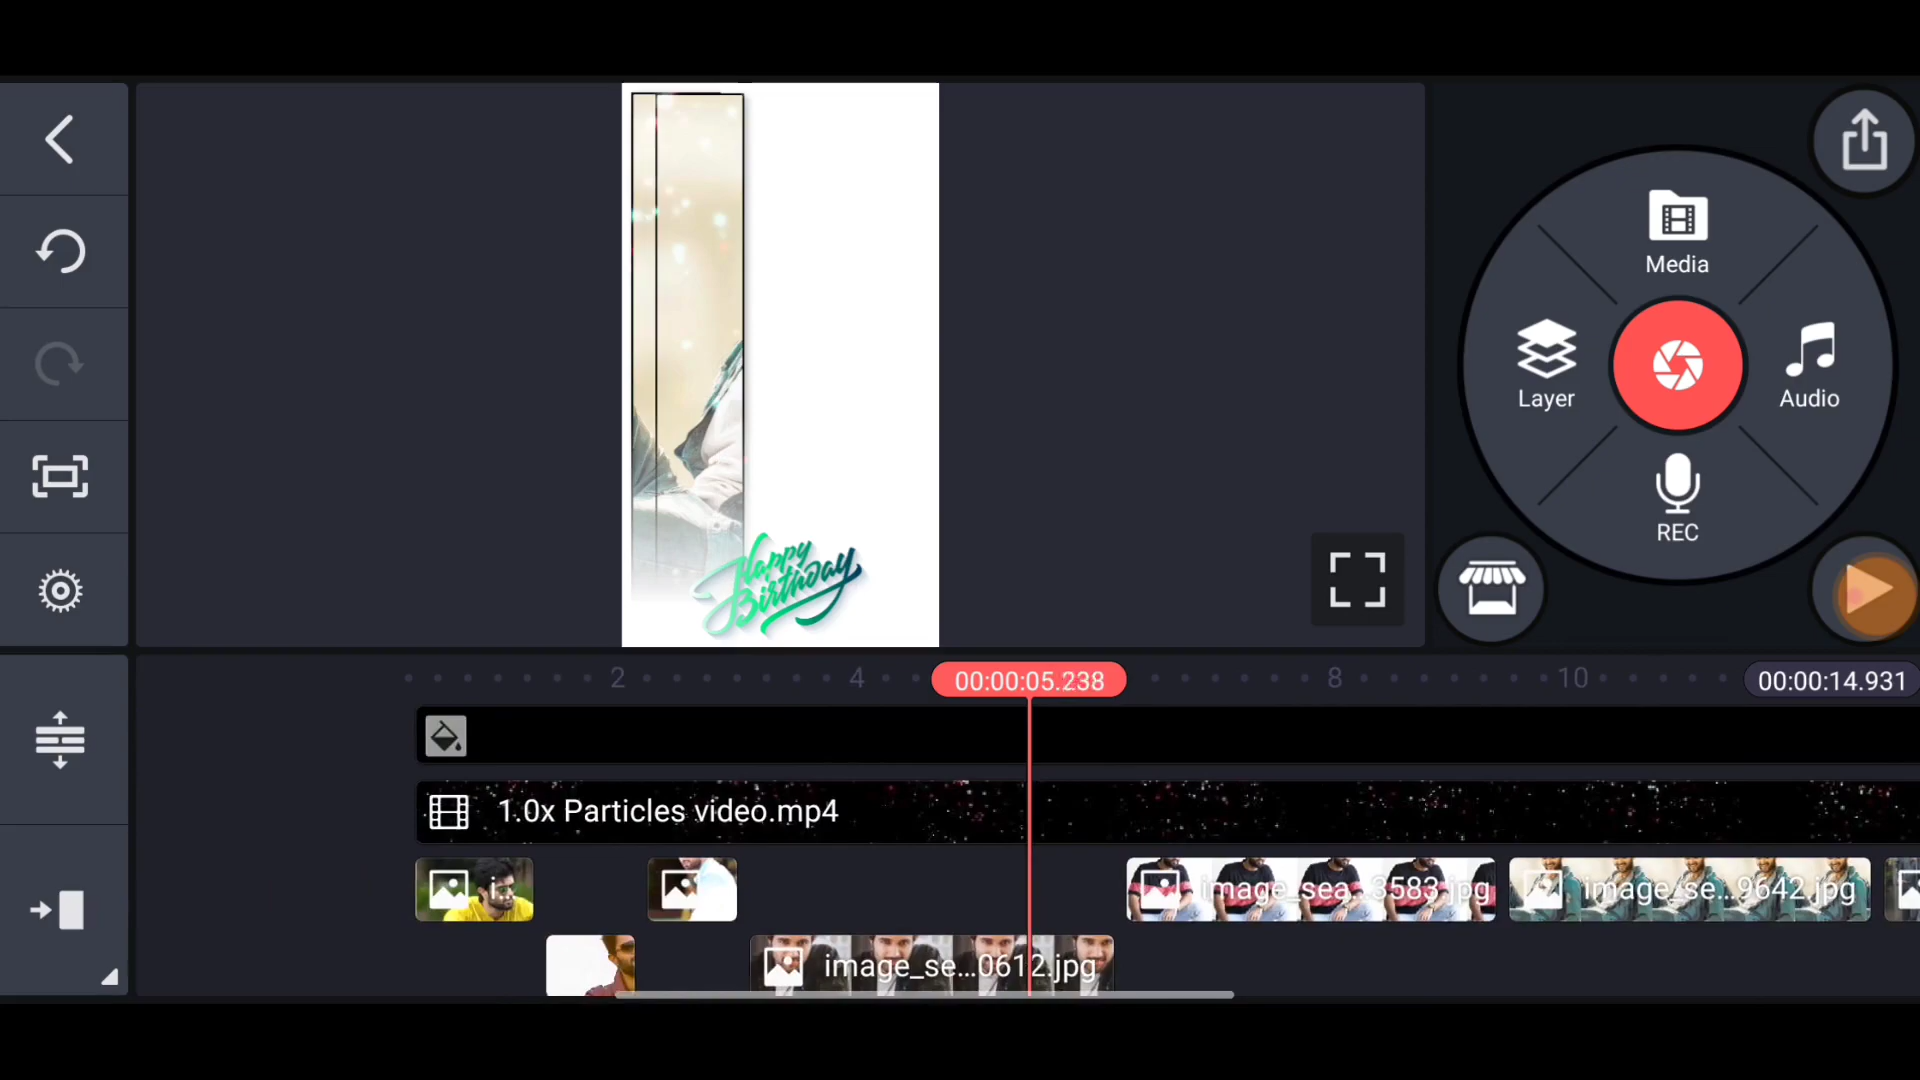 Media
Layer
Audio
REC
Happy
Birthday
2
4
00:00:05.238
8
10
00:00:14.931
1.0x Particles video.mp4
i..
image_sea...3583.jpg
image_se...9642.jpg
image_se...0612.jpg